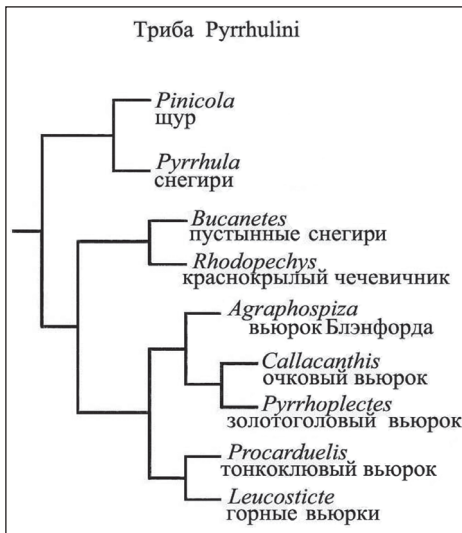 Триба Pyrrhulini
Pinicola
щур
Pyrrhula
снегири
Bucanetes
пустынные снегири
Rhodopechys
краснокрылый чечевичник
Agraphospiza
вьюрок Блэнфорда
Callacanthis
очковый вьюрок
Pyrrhoplectes
золотоголовый вьюрок
Procarduelis
тонкоклювый вьюрок
Leucosticte
горные вьюрки